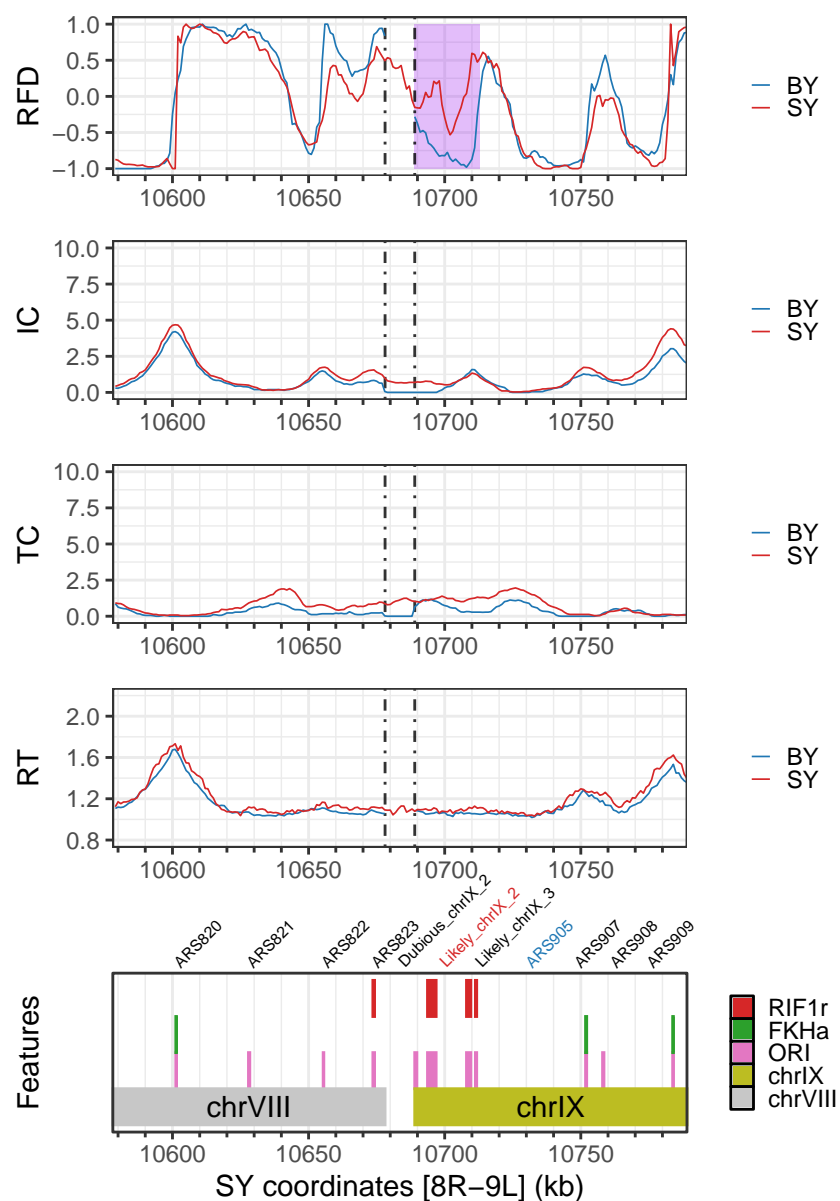 1.0
0.5
0.0
−0.5
−1.0
RFD
BY
SY
10600 10650 10700 10750
10.0
7.5
5.0
2.5
0.0
IC
BY
SY
10600 10650 10700 10750
10.0
7.5
5.0
2.5
0.0
TC
BY
SY
10600 10650 10700 10750
2.0
1.6
1.2
0.8
RT
BY
SY
10600 10650 10700 10750
ARS820
ARS821
ARS822
ARS823
Dubious_chrIX_2
Likely_chrIX_2
Likely_chrIX_3
ARS905
ARS907
ARS908
ARS909
Features
chrVIII
chrIX
RIF1r
FKHa
ORI
chrIX
chrVIII
10600 10650 10700 10750
SY coordinates [8R−9L] (kb)